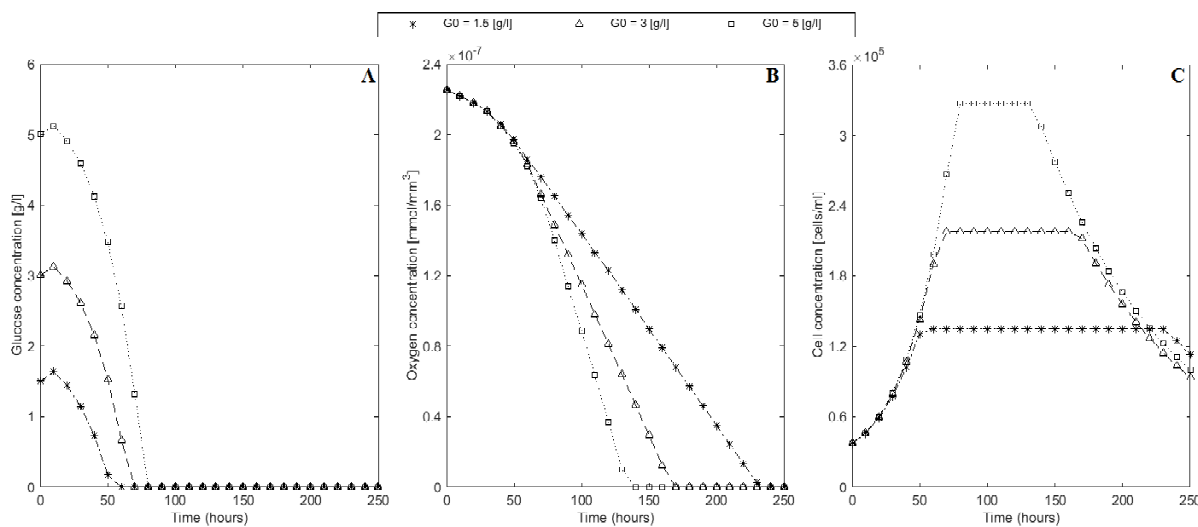 G0 = 1.5 [g/l] G0 = 3 [g/l] G0 = 5 [g/l]
A
6
5
4
3
2
1
0
Glucose concentration [g/l]
0 50 100 150 200 250
Time (hours)
×10-7
B
2.4
2
1.6
1.2
0.8
0.4
0
Oxygen concentration [mmol/mm3]
0 50 100 150 200 250
Time (hours)
×105
C
3.6
3
2.4
1.8
1.2
0.6
0
Cell concentration [cells/ml]
0 50 100 150 200 250
Time (hours)